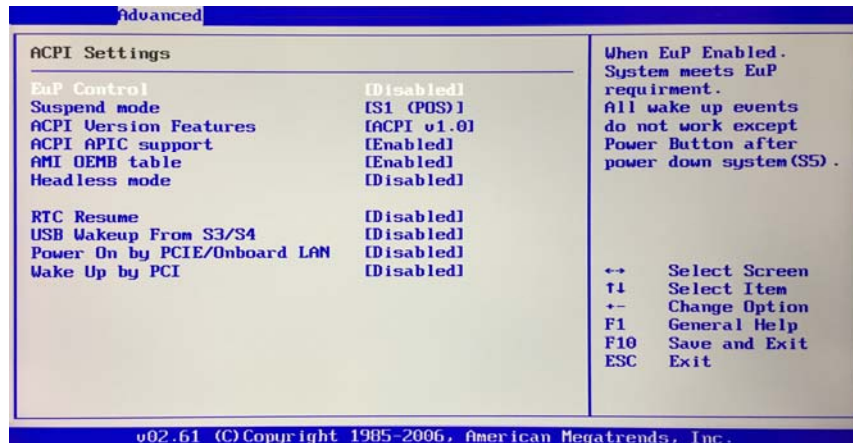 Advanced
ACPI Settings
EuP Control [Disabled]
Suspend mode [S1 (POS)]
ACPI Version Features [ACPI v1.0]
ACPI APIC support [Enabled]
AMI OEMB table [Enabled]
Headless mode [Disabled]
RTC Resume [Disabled]
USB Wakeup From S3/S4 [Disabled]
Power On by PCIE/Onboard LAN [Disabled]
Wake Up by PCI [Disabled]
When EuP Enabled.
System meets EuP
requirment.
All wake up events
do not work except
Power Button after
power down system(S5).
↔ Select Screen
↑↓ Select Item
+- Change Option
F1 General Help
F10 Save and Exit
ESC Exit
v02.61 (C)Copyright 1985-2006, American Megatrends, Inc.